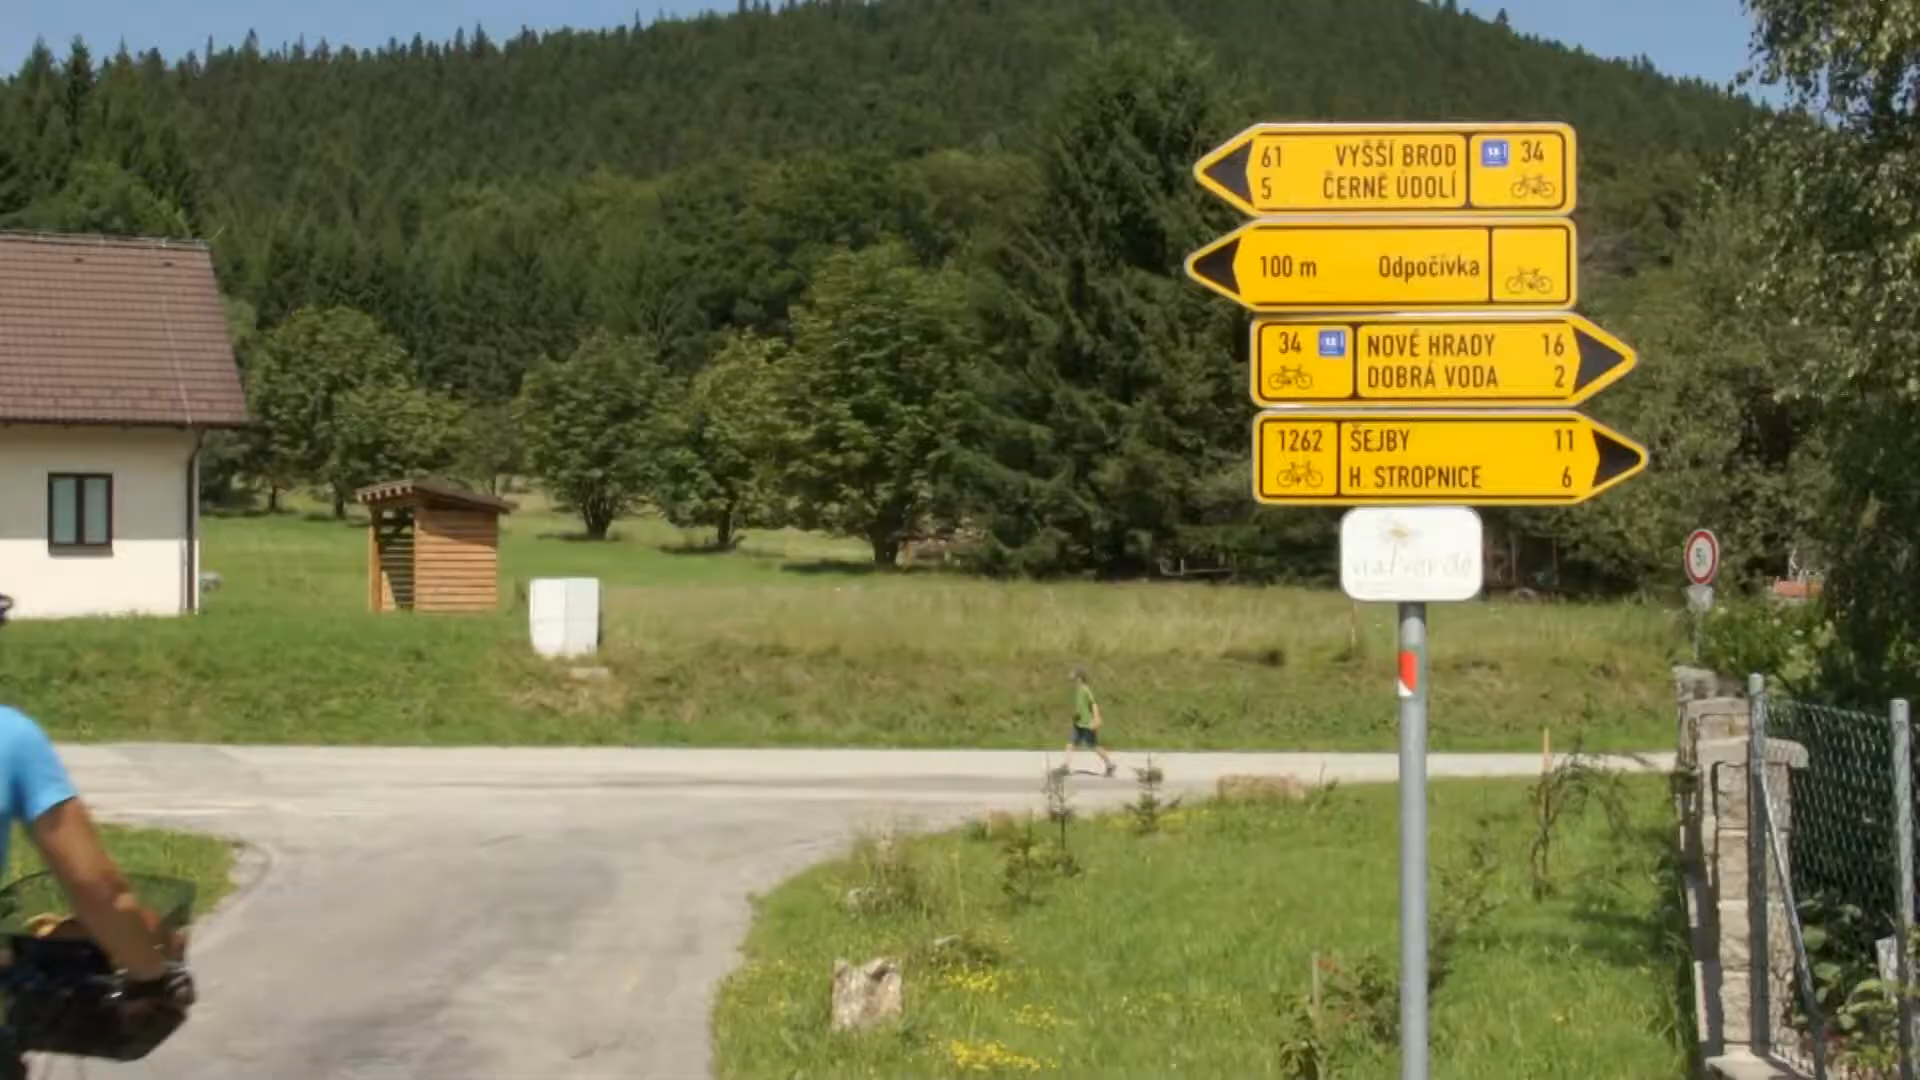 61 VYŠŠÍ BROD 34
5 ČERNÉ ÚDOLÍ
100 m Odpočívka
34 NOVÉ HRADY 16
DOBRÁ VODA 2
1262 ŠEJBY 11
H. STROPNICE 6